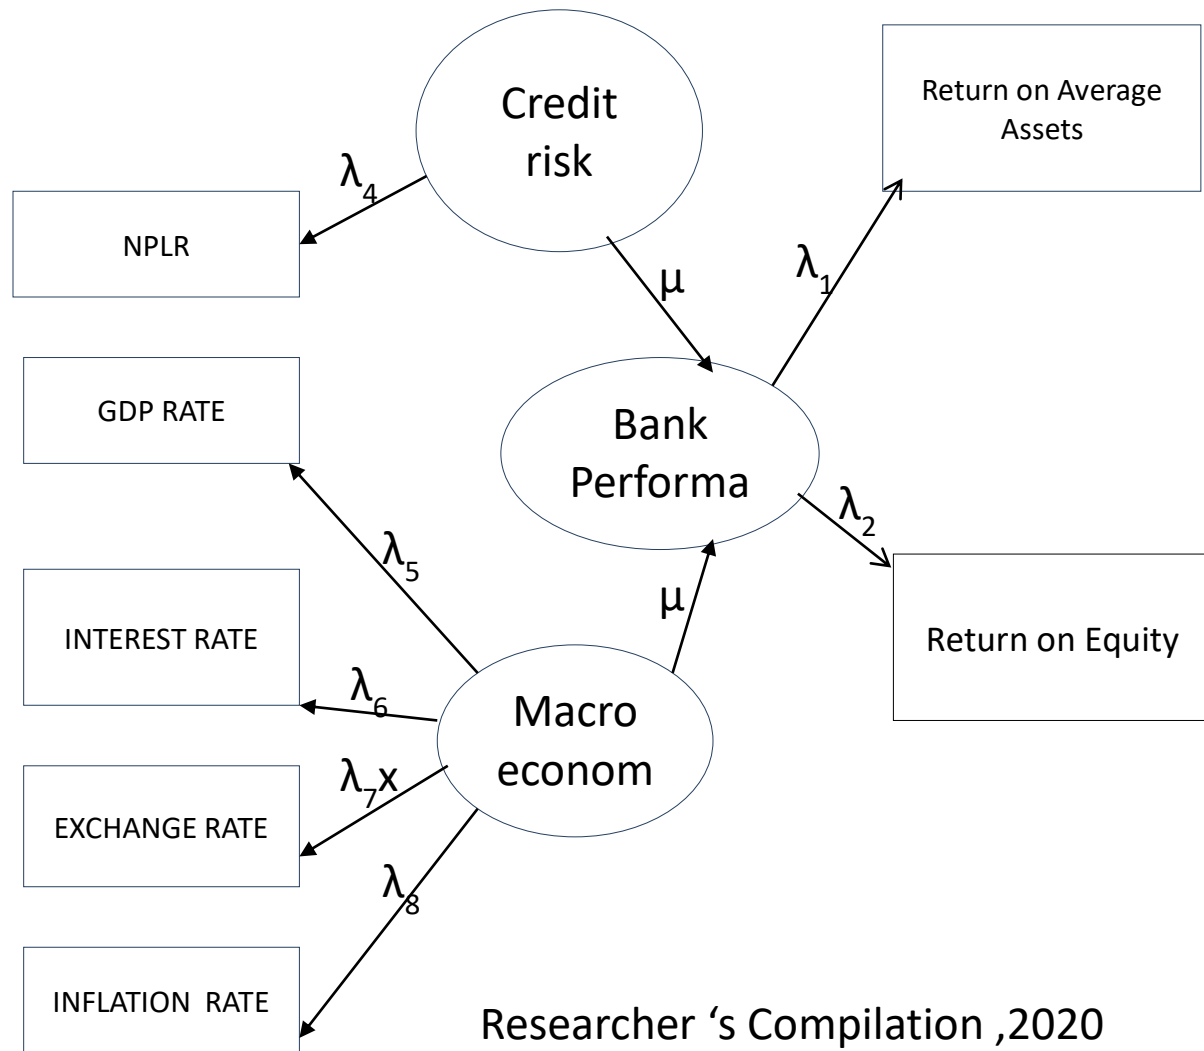 Credit
risk
Return on Average
Assets
λ4
NPLR
μ
λ1
GDP RATE
Bank
Performa
λ2
λ5
μ
INTEREST RATE
Return on Equity
λ6
Macro
econom
λ7x
EXCHANGE RATE
λ8
INFLATION RATE
Researcher ‘s Compilation ,2020